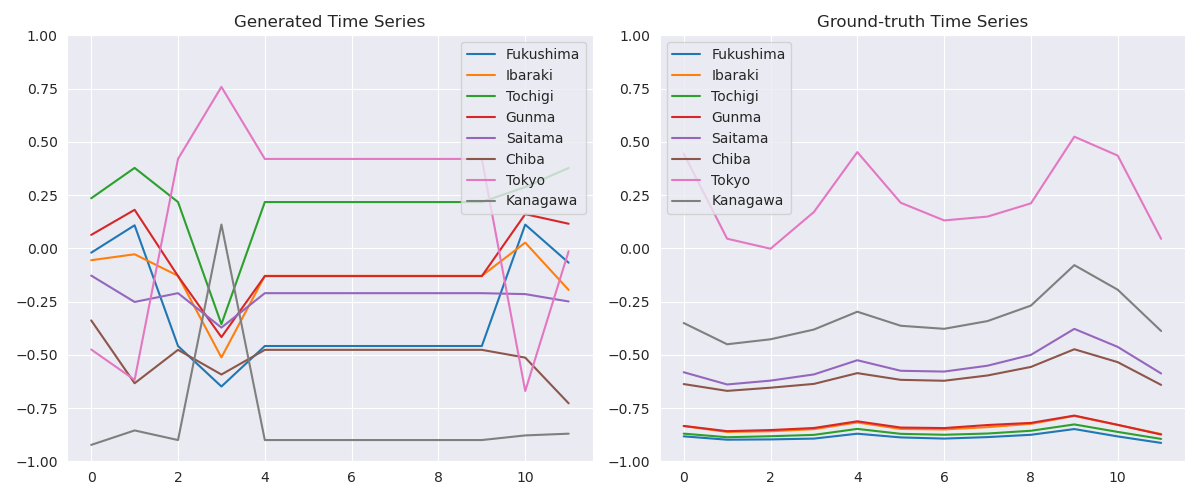 Generated Time Series
1.00
0.75
0.50
0.25
0.00
−0.25
−0.50
−0.75
−1.00
0 2 4 6 8 10
Fukushima
Ibaraki
Tochigi
Gunma
Saitama
Chiba
Tokyo
Kanagawa
Ground-truth Time Series
1.00
0.75
0.50
0.25
0.00
−0.25
−0.50
−0.75
−1.00
0 2 4 6 8 10
Fukushima
Ibaraki
Tochigi
Gunma
Saitama
Chiba
Tokyo
Kanagawa